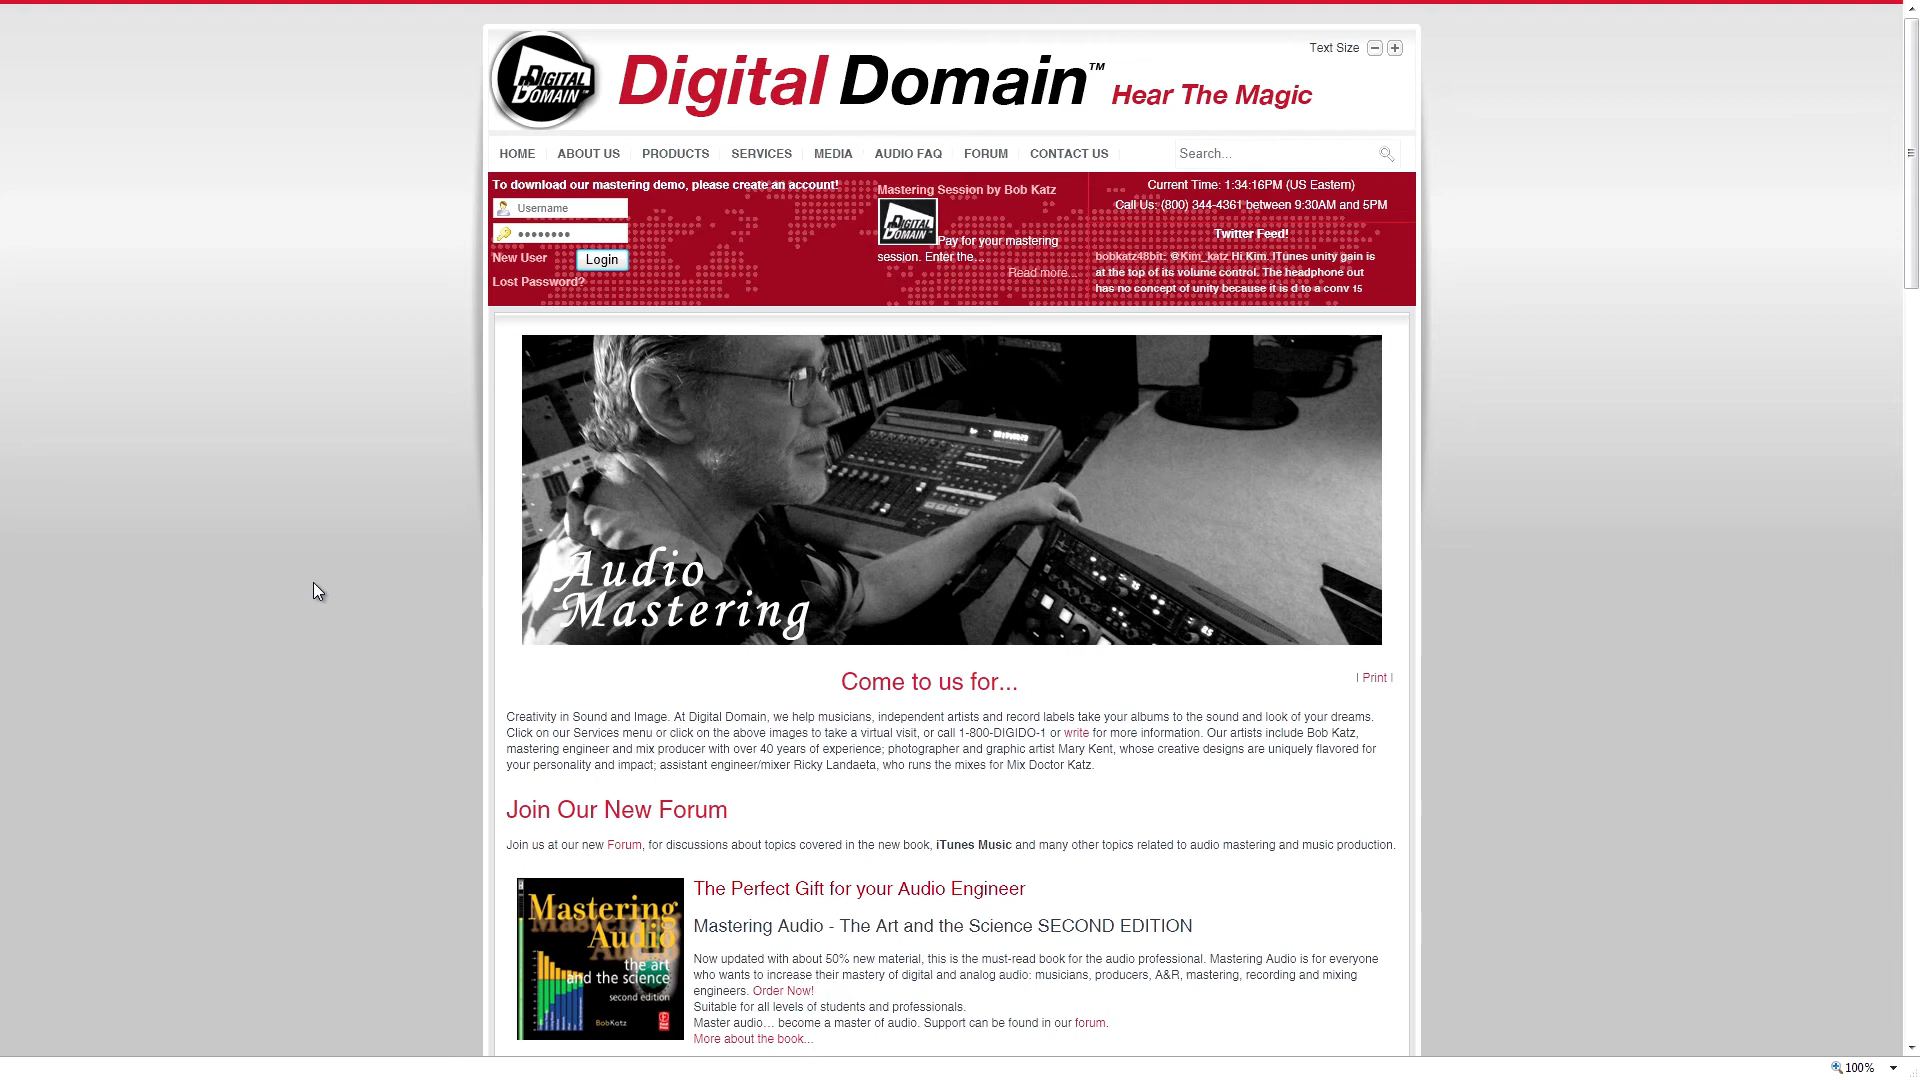 DIGITAL
DOMAIN™
Digital Domain™ Hear The Magic
Text Size
HOME ABOUT US PRODUCTS SERVICES MEDIA AUDIO FAQ FORUM CONTACT US Search...
To download our mastering demo, please create an account!
Username
••••••••
New User Login
Lost Password?
Mastering Session by Bob Katz
DIGITAL
DOMAIN
Pay for your mastering
session. Enter the...
Read more...
Current Time: 1:34:16PM (US Eastern)
Call Us: (800) 344-4361 between 9:30AM and 5PM
Twitter Feed!
bobkatz48bit: @Kim_katz Hi Kim. ITunes unity gain is
at the top of its volume control. The headphone out
has no concept of unity because it is d to a conv 15
Audio
Mastering
Come to us for...
| Print |
Creativity in Sound and Image. At Digital Domain, we help musicians, independent artists and record labels take your albums to the sound and look of your dreams.
Click on our Services menu or click on the above images to take a virtual visit, or call 1-800-DIGIDO-1 or write for more information. Our artists include Bob Katz,
mastering engineer and mix producer with over 40 years of experience; photographer and graphic artist Mary Kent, whose creative designs are uniquely flavored for
your personality and impact; assistant engineer/mixer Ricky Landaeta, who runs the mixes for Mix Doctor Katz.
Join Our New Forum
Join us at our new Forum, for discussions about topics covered in the new book, iTunes Music and many other topics related to audio mastering and music production.
Mastering
Audio
the art
and the science
second edition
Bob Katz
The Perfect Gift for your Audio Engineer
Mastering Audio - The Art and the Science SECOND EDITION
Now updated with about 50% new material, this is the must-read book for the audio professional. Mastering Audio is for everyone
who wants to increase their mastery of digital and analog audio: musicians, producers, A&R, mastering, recording and mixing
engineers. Order Now!
Suitable for all levels of students and professionals.
Master audio… become a master of audio. Support can be found in our forum.
More about the book...
100%